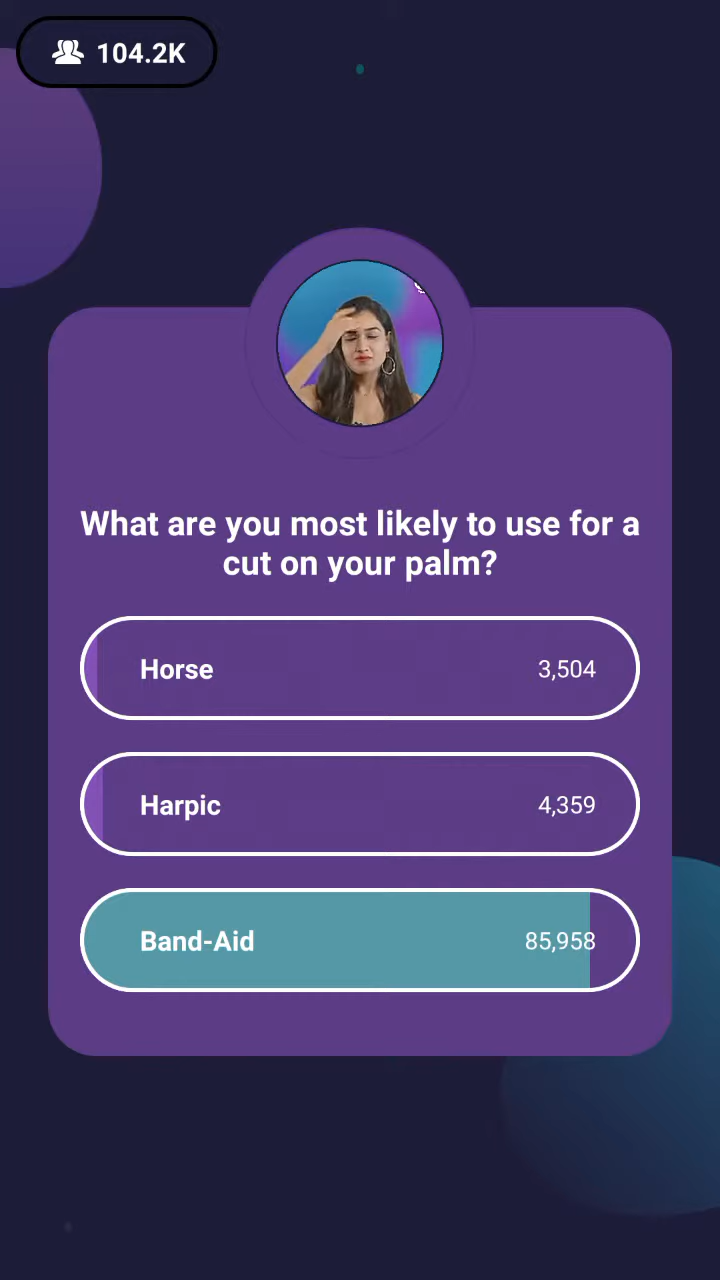 104.2K
What are you most likely to use for a
cut on your palm?
Horse 3,504
Harpic 4,359
Band-Aid 85,958